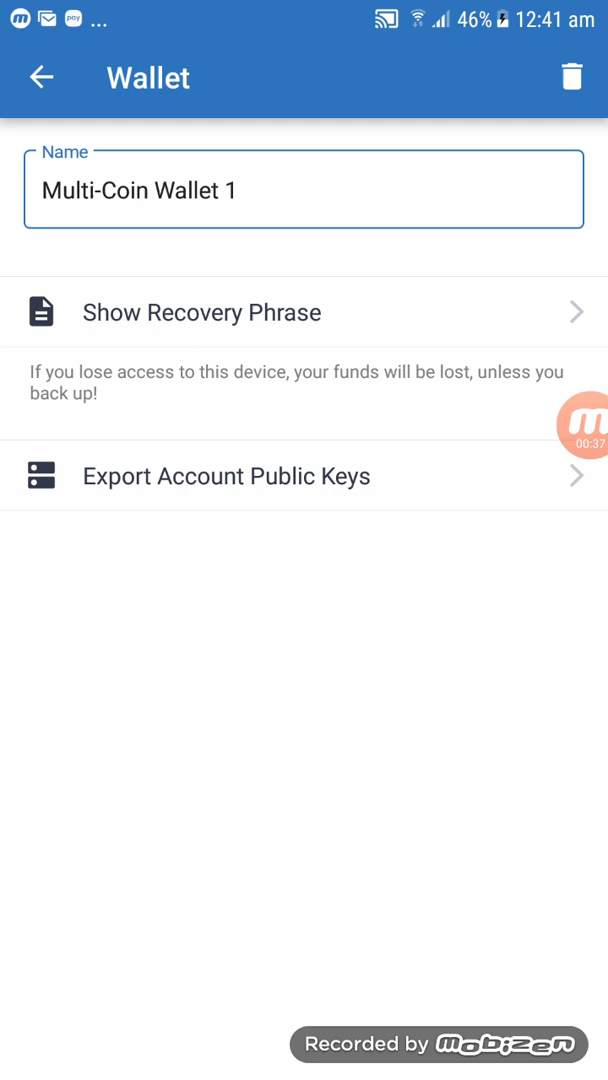 m pay ... 46% 12:41 am
Wallet
Name
Multi-Coin Wallet 1
Show Recovery Phrase
If you lose access to this device, your funds will be lost, unless you
back up!
m
00:37
Export Account Public Keys
Recorded by mobizen